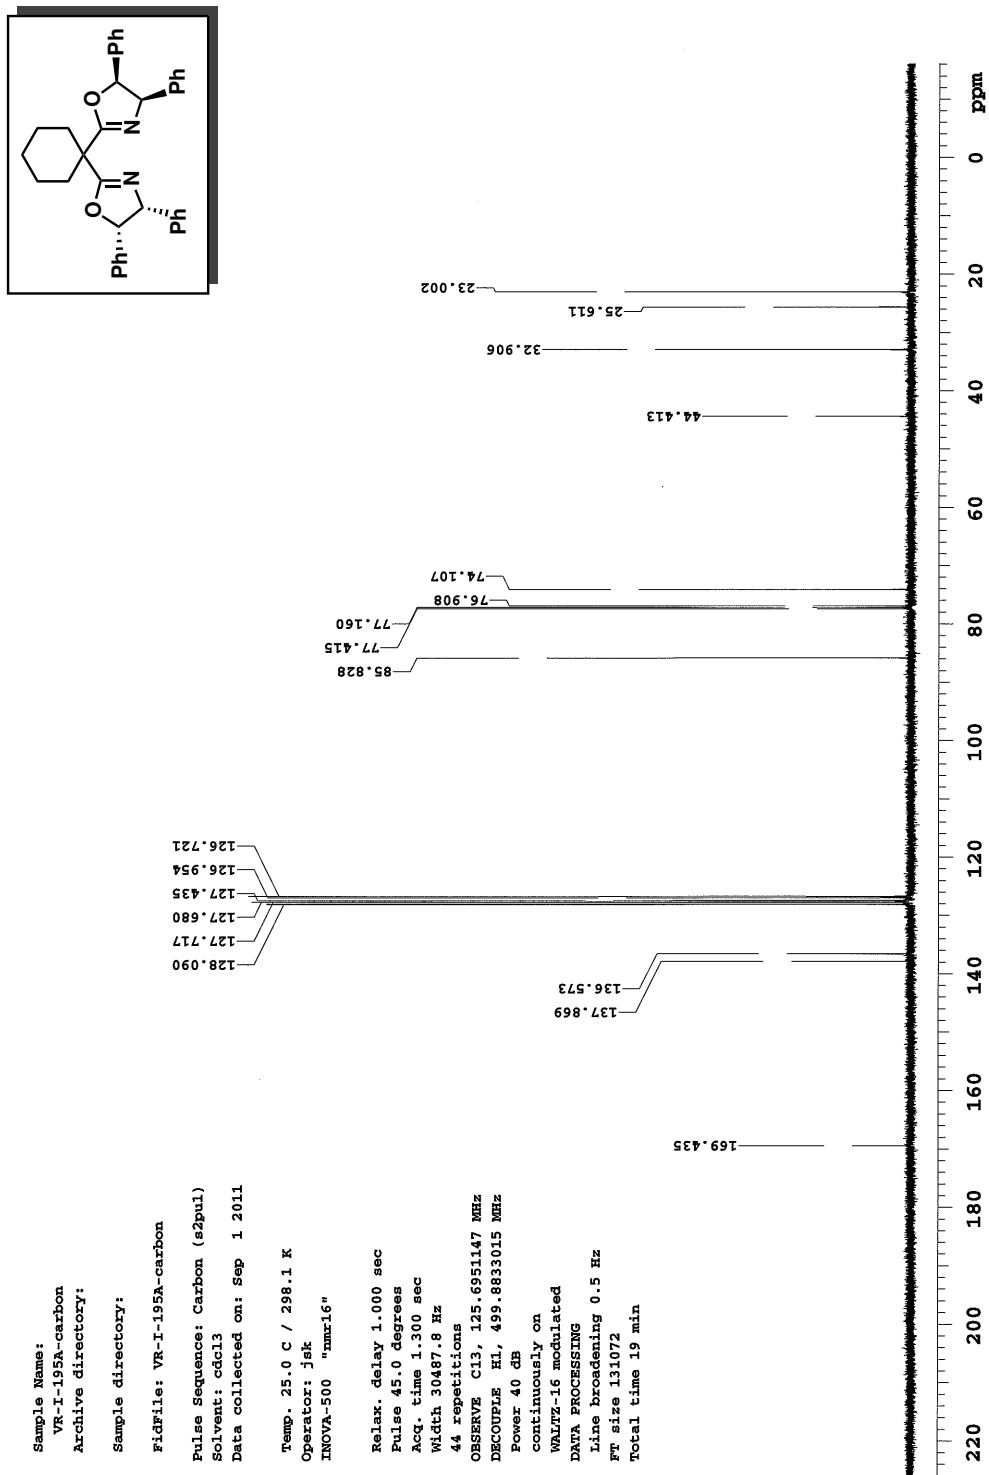 Sample Name:
VR-I-195A-carbon
Archive directory:
Sample directory:
FidFile: VR-I-195A-carbon
Pulse Sequence: Carbon (s2pul)
Solvent: cdcl3
Data collected on: Sep 1 2011
Temp. 25.0 C / 298.1 K
Operator: jsk
INOVA-500 "nmr16"
Relax. delay 1.000 sec
Pulse 45.0 degrees
Acq. time 1.300 sec
Width 30487.8 Hz
44 repetitions
OBSERVE C13, 125.6951147 MHz
DECOUPLE H1, 499.8833015 MHz
Power 40 dB
continuously on
WALTZ-16 modulated
DATA PROCESSING
Line broadening 0.5 Hz
FT size 131072
Total time 19 min
Ph
Ph
O
N
O
N
Ph
Ph
169.435
137.869
136.573
128.090
127.717
127.680
127.435
126.954
126.721
85.828
77.415
77.160
76.908
74.107
44.413
32.906
25.611
23.002
220 200 180 160 140 120 100 80 60 40 20 0 ppm